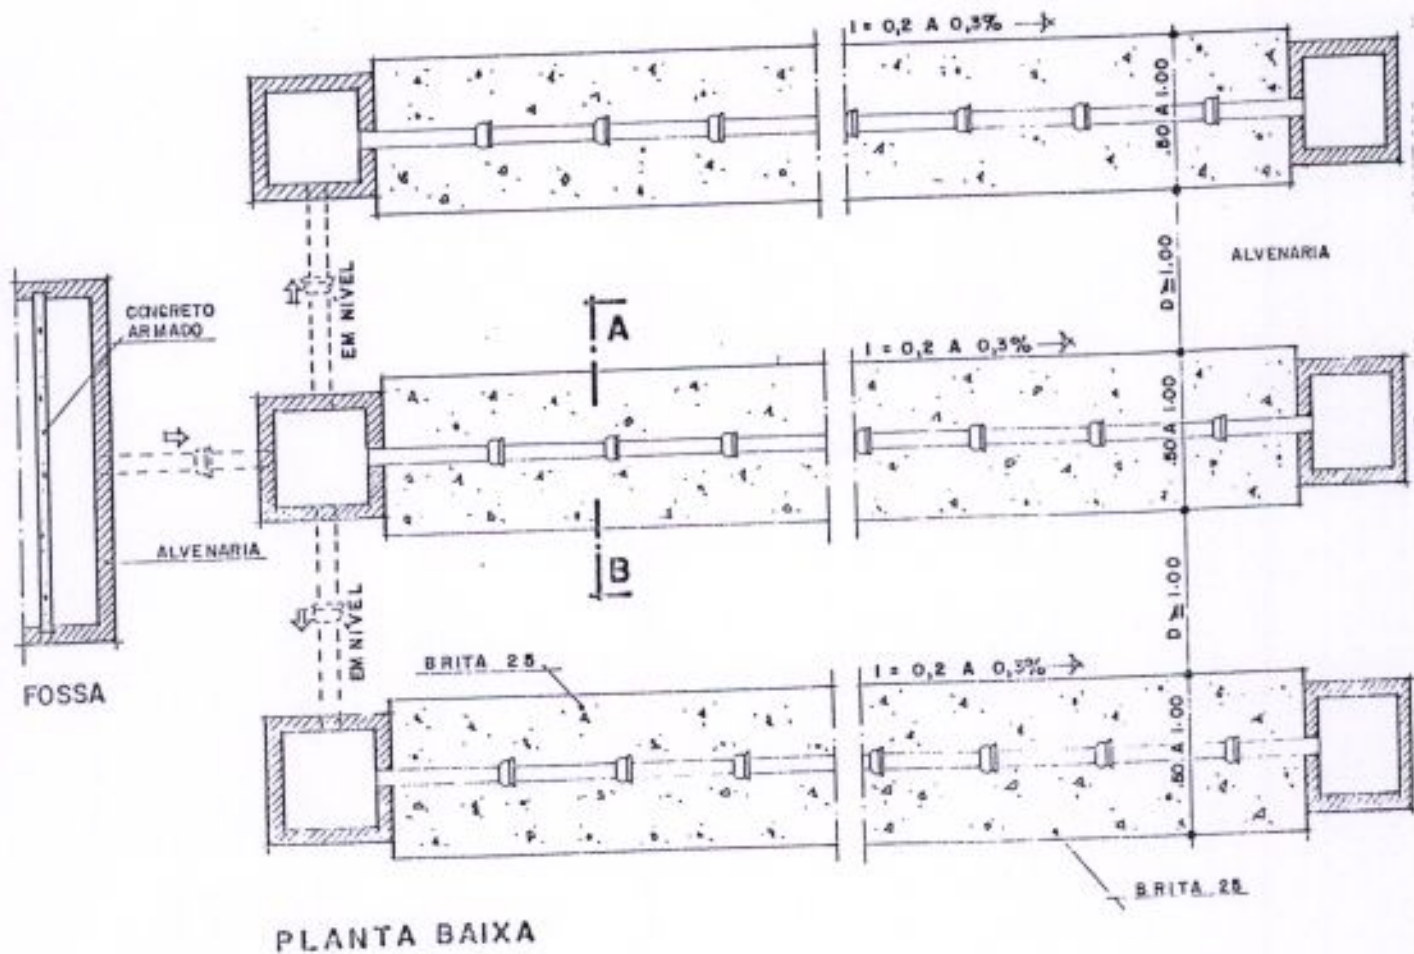 I = 0,2 A 0,3%
.50 A 1.00
D ⩾ 1.00
ALVENARIA
CONCRETO
ARMADO
EM NÍVEL
A
I = 0,2 A 0,3%
.50 A 1.00
ALVENARIA
B
D ⩾ 1.00
EM NÍVEL
FOSSA
BRITA 25
I = 0,2 A 0,3%
.50 A 1.00
BRITA 25
PLANTA BAIXA